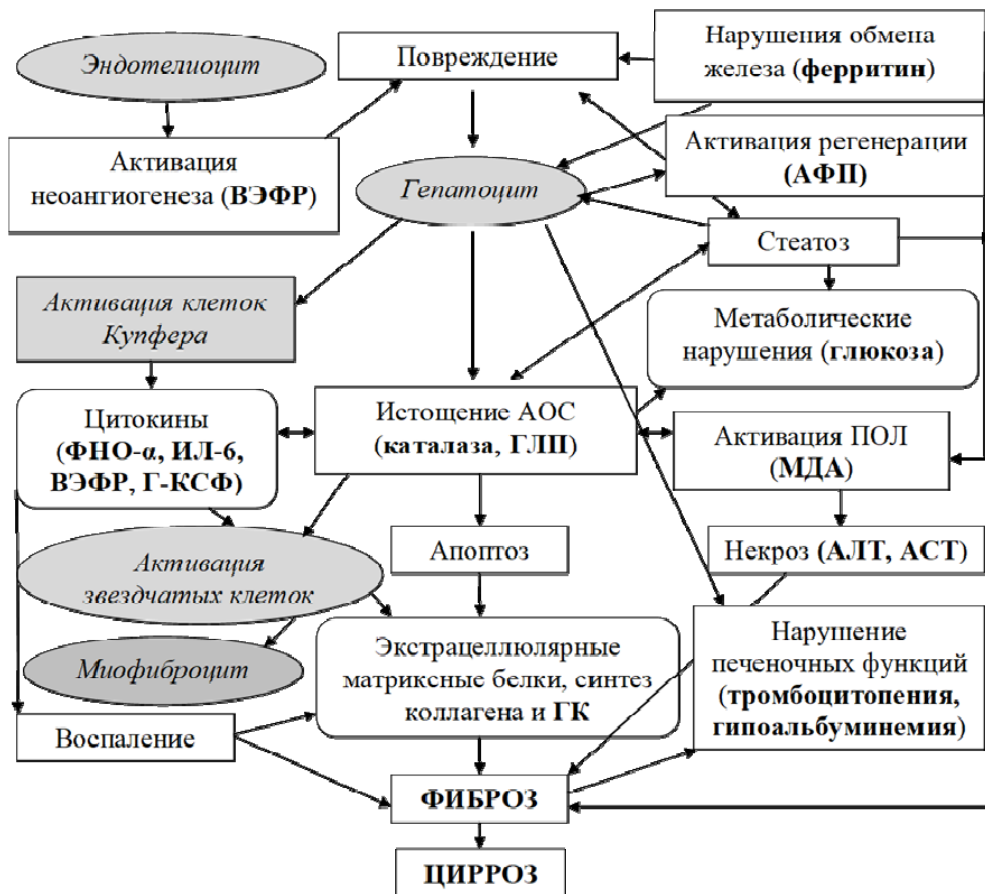 Эндотелиоцит
Повреждение
Нарушения обмена
железа (ферритин)
Активация
неоангиогенеза (ВЭФР)
Гепатоцит
Активация регенерации
(АФП)
Стеатоз
Активация клеток
Купфера
Метаболические
нарушения (глюкоза)
Цитокины
(ФНО-α, ИЛ-6,
ВЭФР, Г-КСФ)
Истощение АОС
(каталаза, ГЛП)
Активация ПОЛ
(МДА)
Активация
звездчатых клеток
Апоптоз
Некроз (АЛТ, АСТ)
Миофиброцит
Экстрацеллюлярные
матриксные белки, синтез
коллагена и ГК
Нарушение
печеночных функций
(тромбоцитопения,
гипоальбуминемия)
Воспаление
ФИБРОЗ
ЦИРРОЗ